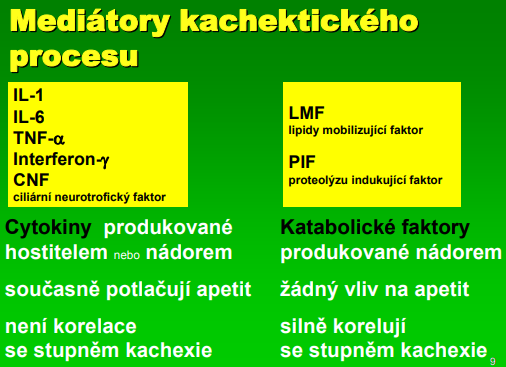 Mediátory kachektického
procesu
IL-1
IL-6
TNF-α
Interferon-γ
CNF
ciliární neurotrofický faktor
LMF
lipidy mobilizující faktor
PIF
proteolýzu indukující faktor
Cytokiny produkované
hostitelem nebo nádorem
současně potlačují apetit
není korelace
se stupněm kachexie
Katabolické faktory
produkované nádorem
žádný vliv na apetit
silně korelují
se stupněm kachexie
9